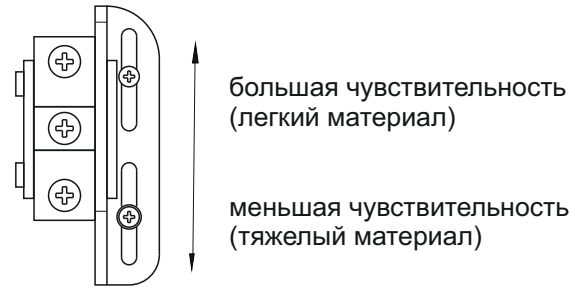 большая чувствительность
(легкий материал)
меньшая чувствительность
(тяжелый материал)